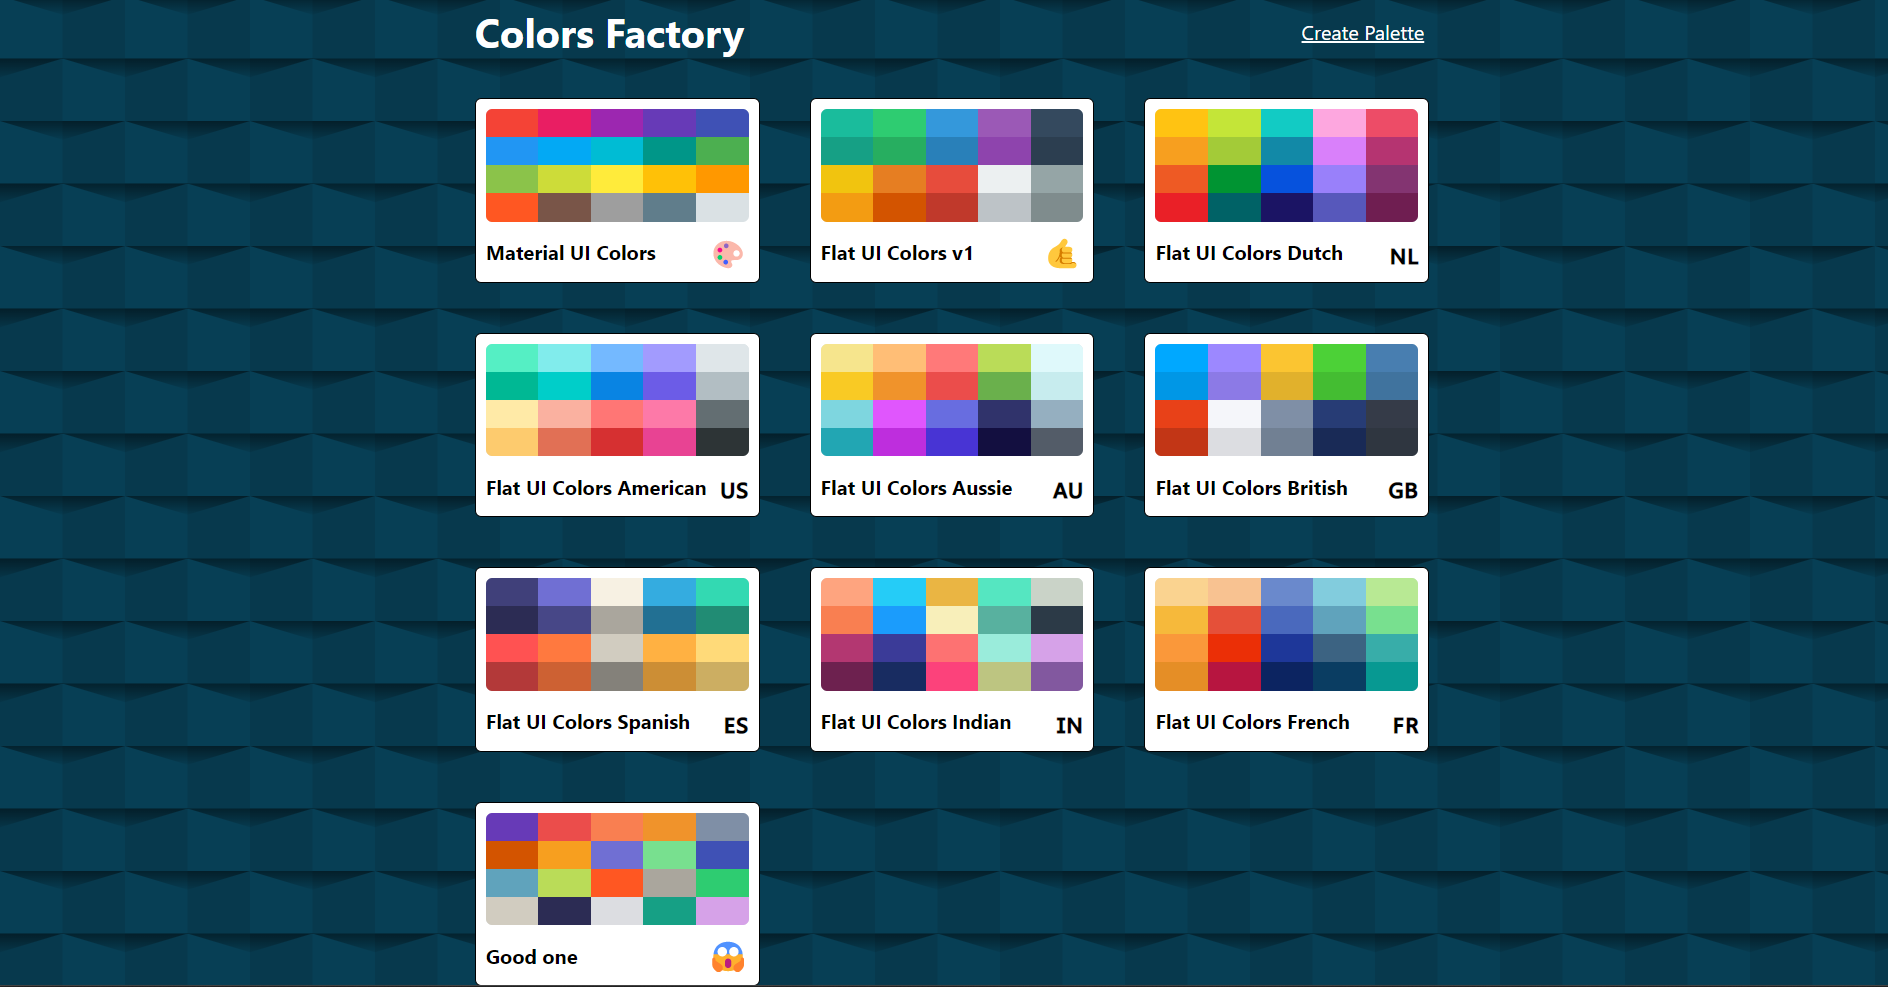 Colors Factory
Create Palette
Material UI Colors
Flat UI Colors v1
Flat UI Colors Dutch NL
Flat UI Colors American US
Flat UI Colors Aussie AU
Flat UI Colors British GB
Flat UI Colors Spanish ES
Flat UI Colors Indian IN
Flat UI Colors French FR
Good one